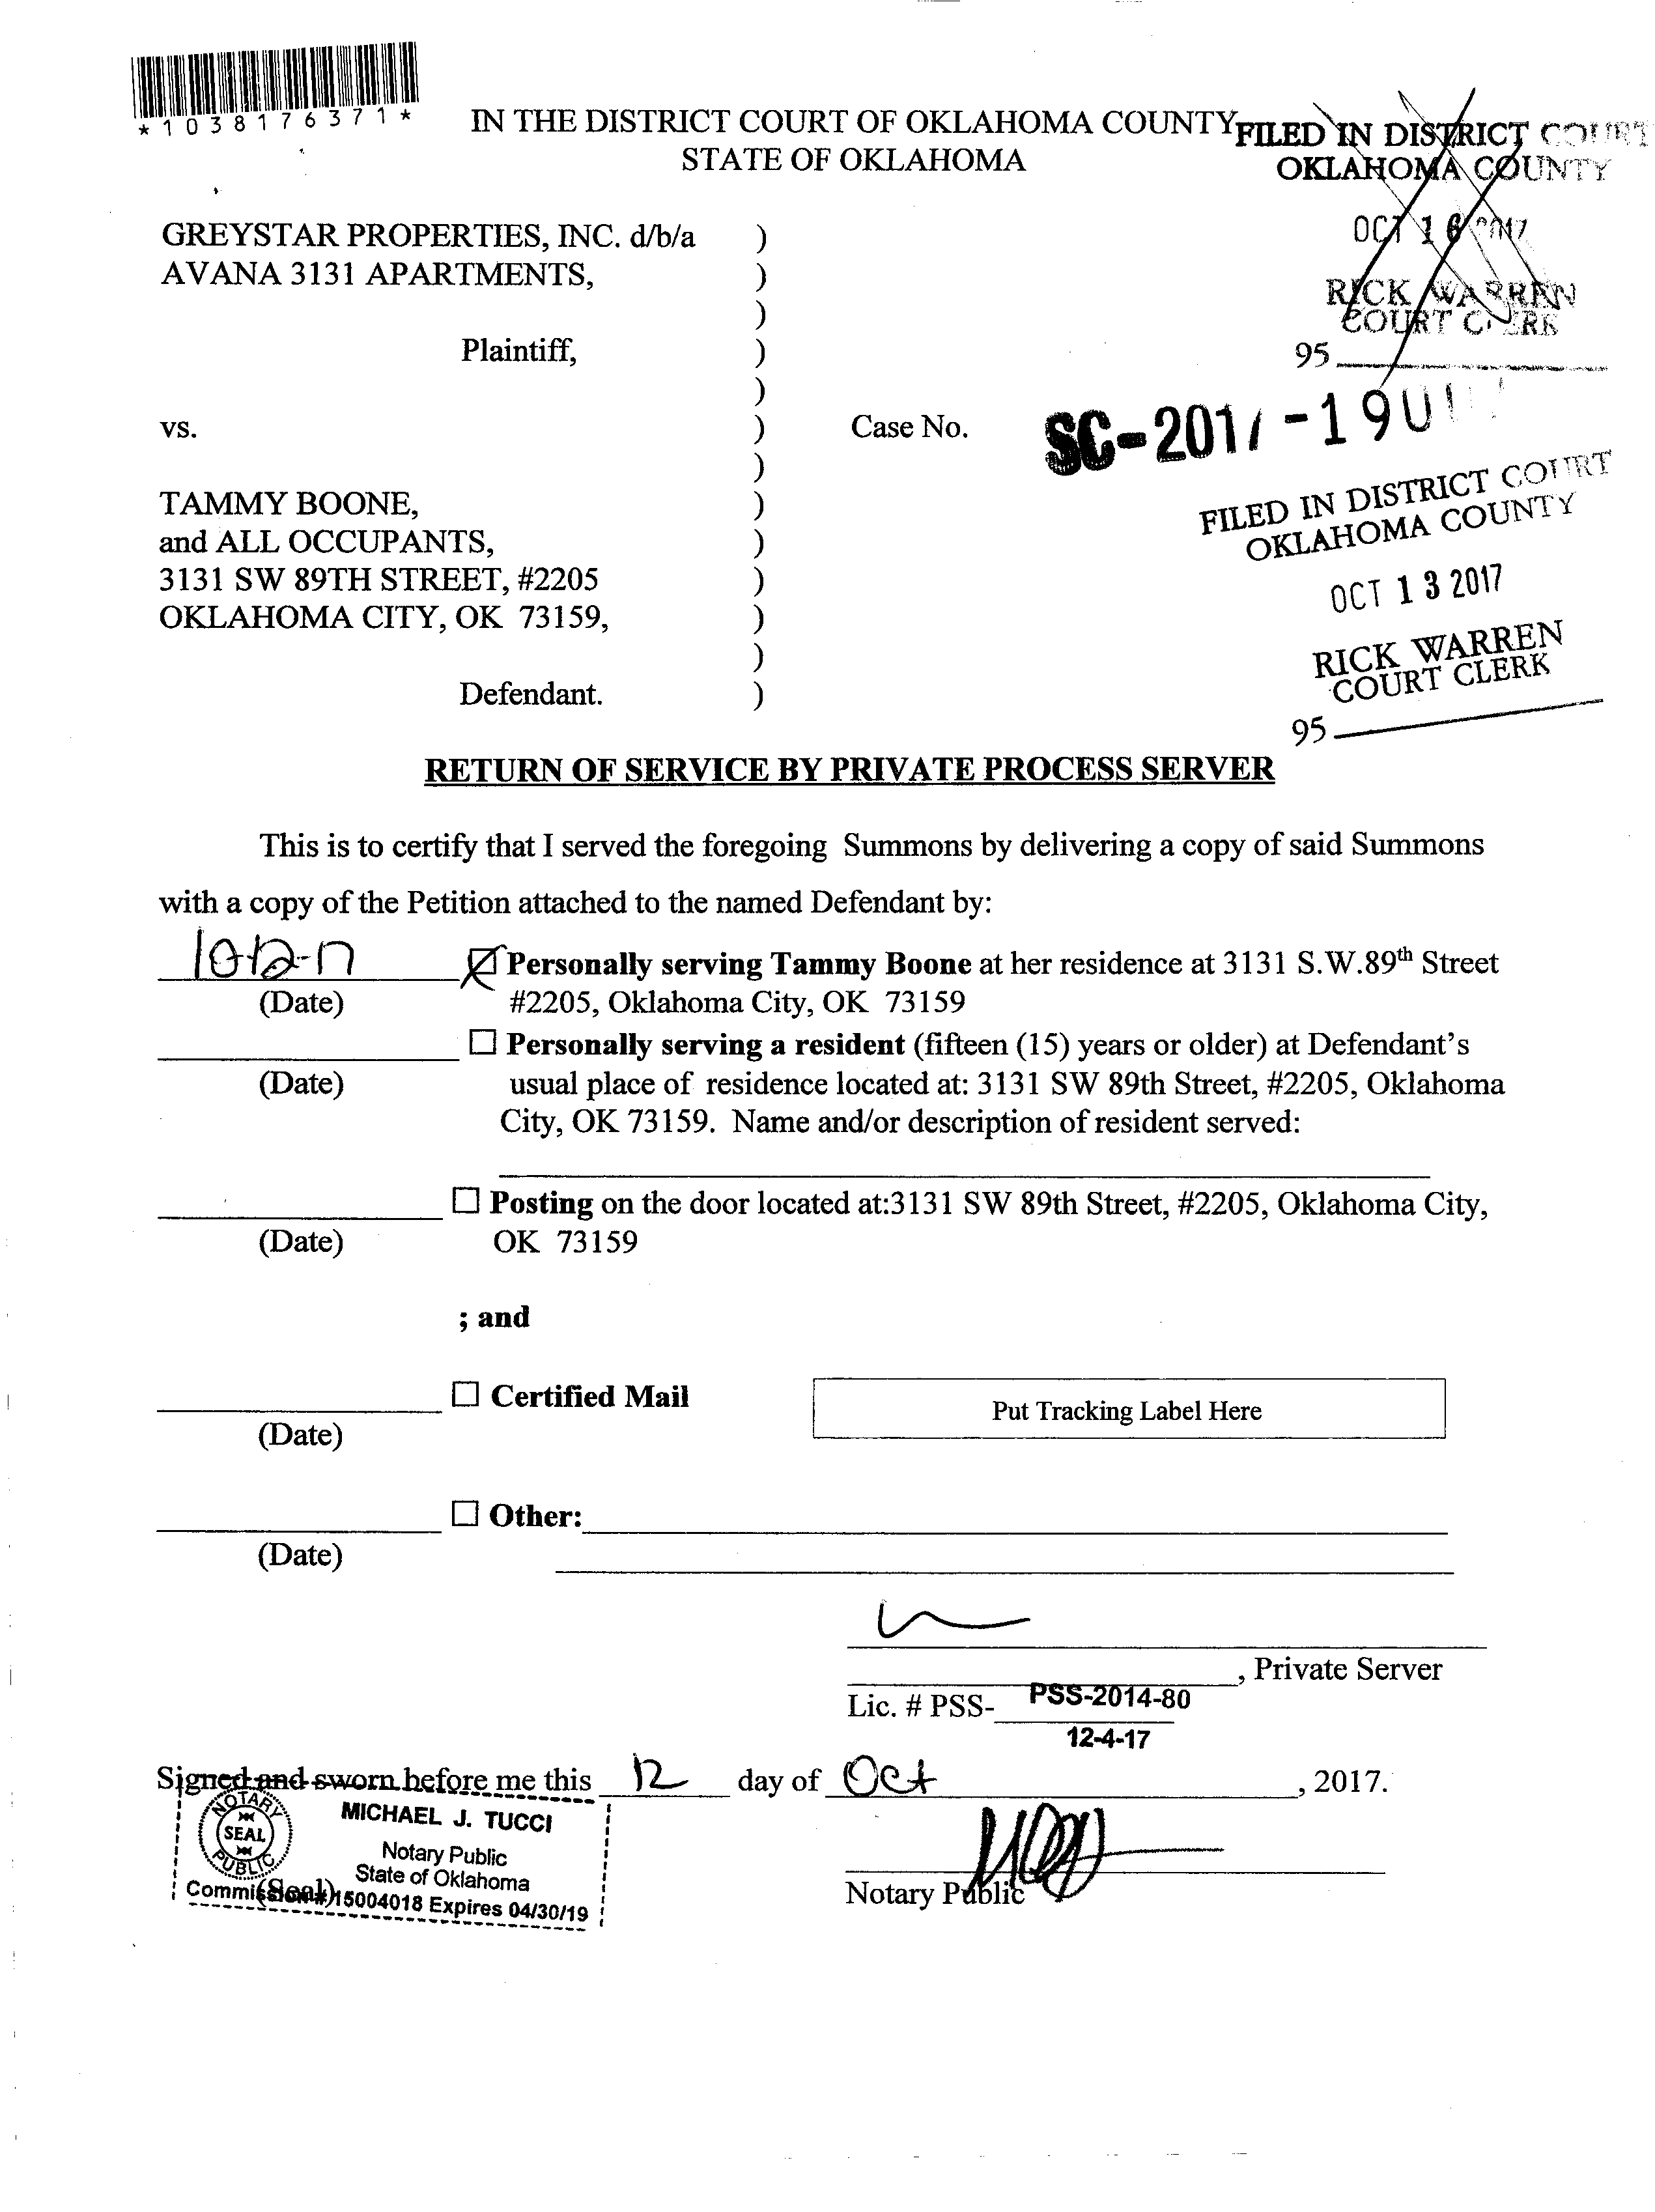 *1038176371*
IN THE DISTRICT COURT OF OKLAHOMA COUNTY
STATE OF OKLAHOMA
FILED IN DISTRICT COURT
OKLAHOMA COUNTY
OCT 16 2017
RICK WARREN
COURT CLERK
95
GREYSTAR PROPERTIES, INC. d/b/a )
AVANA 3131 APARTMENTS, )
)
Plaintiff, )
)
vs. ) Case No. SC-2017-190
)
FILED IN DISTRICT COURT
OKLAHOMA COUNTY
OCT 13 2017
RICK WARREN
COURT CLERK
95
TAMMY BOONE, )
and ALL OCCUPANTS, )
3131 SW 89TH STREET, #2205 )
OKLAHOMA CITY, OK 73159, )
)
Defendant. )
RETURN OF SERVICE BY PRIVATE PROCESS SERVER
This is to certify that I served the foregoing Summons by delivering a copy of said Summons
with a copy of the Petition attached to the named Defendant by:
10-12-17 Personally serving Tammy Boone at her residence at 3131 S.W.89th Street
(Date) #2205, Oklahoma City, OK 73159
☐ Personally serving a resident (fifteen (15) years or older) at Defendant's
(Date) usual place of residence located at: 3131 SW 89th Street, #2205, Oklahoma
City, OK 73159. Name and/or description of resident served:
☐ Posting on the door located at:3131 SW 89th Street, #2205, Oklahoma City,
(Date) OK 73159
; and
☐ Certified Mail Put Tracking Label Here
(Date)
☐ Other:
(Date)
, Private Server
Lic. # PSS- PSS-2014-80
12-4-17
Signed and sworn before me this 12 day of Oct, 2017.
NOTARY PUBLIC SEAL
MICHAEL J. TUCCI
Notary Public
State of Oklahoma
Commission #15004018 Expires 04/30/19
(Seal)
Notary Public